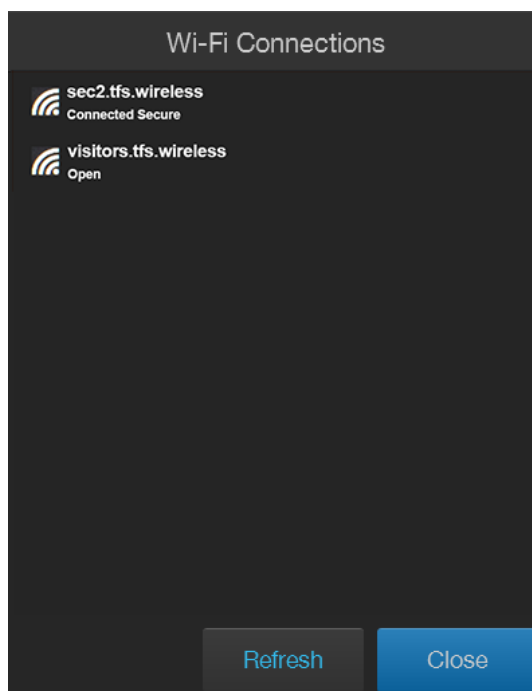 Wi-Fi Connections
sec2.tfs.wireless
Connected Secure
visitors.tfs.wireless
Open
Refresh Close